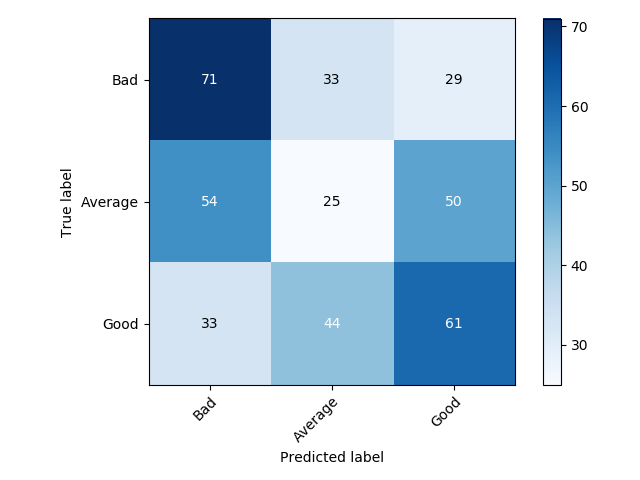 Bad 71 33 29
Average 54 25 50
Good 33 44 61
Bad Average Good
Predicted label
True label
70
60
50
40
30